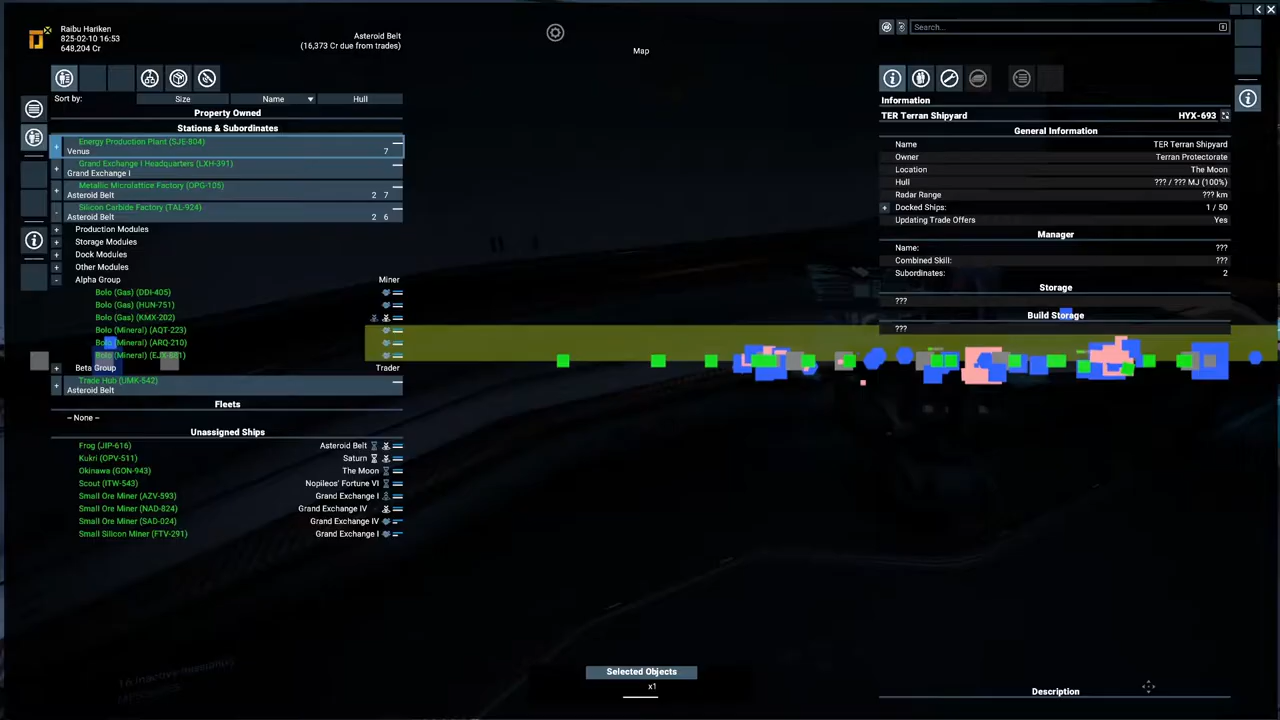 Raibu Hariken
825-02-10 16:53
648,204 Cr
Asteroid Belt
(16,373 Cr due from trades)
Map
Search...
Sort by:
Size
Name
Hull
Property Owned
Stations & Subordinates
Energy Production Plant (SJE-804)
Venus 7
Grand Exchange I Headquarters (LXH-391)
Grand Exchange I
Metallic Microlattice Factory (OPG-105)
Asteroid Belt 2 7
Silicon Carbide Factory (TAL-924)
Asteroid Belt 2 6
Production Modules
Storage Modules
Dock Modules
Other Modules
Alpha Group Miner
Bolo (Gas) (DDI-405)
Bolo (Gas) (HUN-751)
Bolo (Gas) (KMX-202)
Bolo (Mineral) (AQT-223)
Bolo (Mineral) (ARQ-210)
Bolo (Mineral)
Beta Group Trader
Trade Hub (UMK-542)
Asteroid Belt
Fleets
– None –
Unassigned Ships
Frog (JIP-616) Asteroid Belt
Kukri (OPV-511) Saturn
Okinawa (GON-943) The Moon
Scout (ITW-543) Nopileos' Fortune VI
Small Ore Miner (AZV-593) Grand Exchange I
Small Ore Miner (NAD-824) Grand Exchange IV
Small Ore Miner (SAD-024) Grand Exchange IV
Small Silicon Miner (FTV-291) Grand Exchange I
Information
TER Terran Shipyard HYX-693
General Information
Name TER Terran Shipyard
Owner Terran Protectorate
Location The Moon
Hull ??? / ??? MJ (100%)
Radar Range ??? km
Docked Ships: 1 / 50
Updating Trade Offers Yes
Manager
Name: ???
Combined Skill: ???
Subordinates: 2
Storage
???
Build Storage
???
Selected Objects
x1
Description